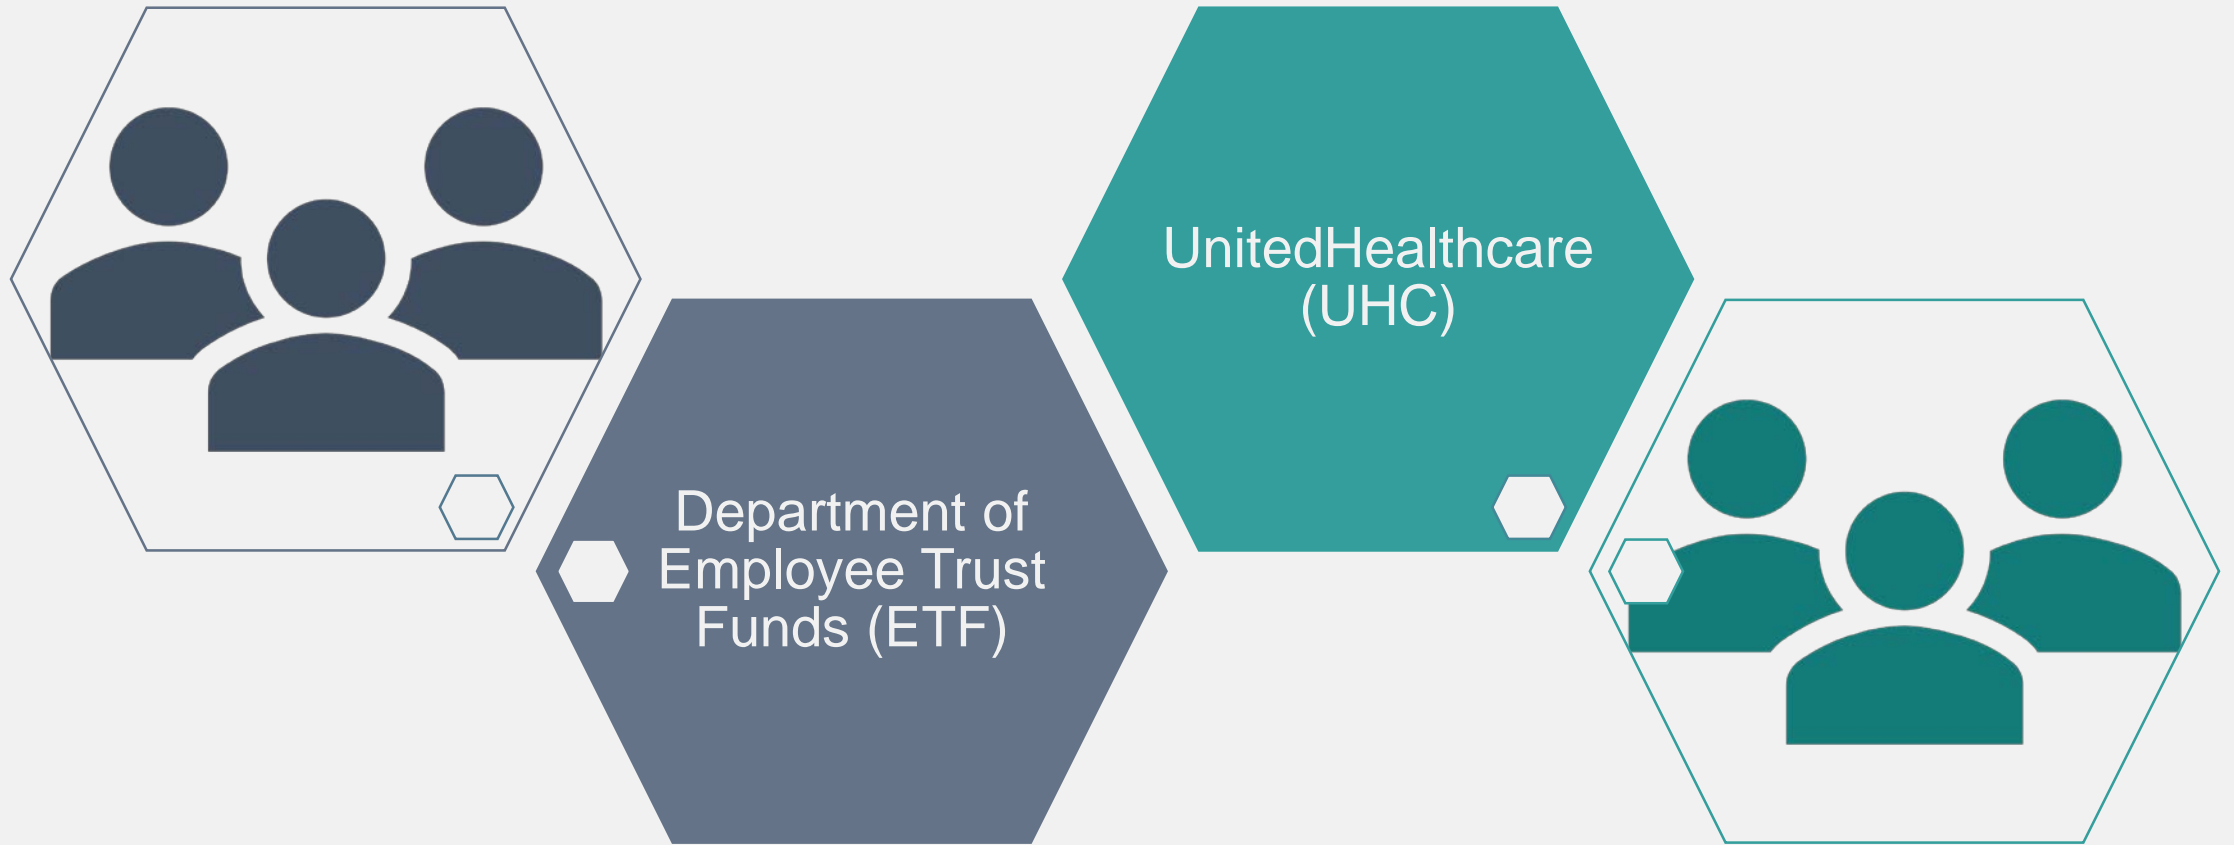 Department of
Employee Trust
Funds (ETF)
UnitedHealthcare
(UHC)